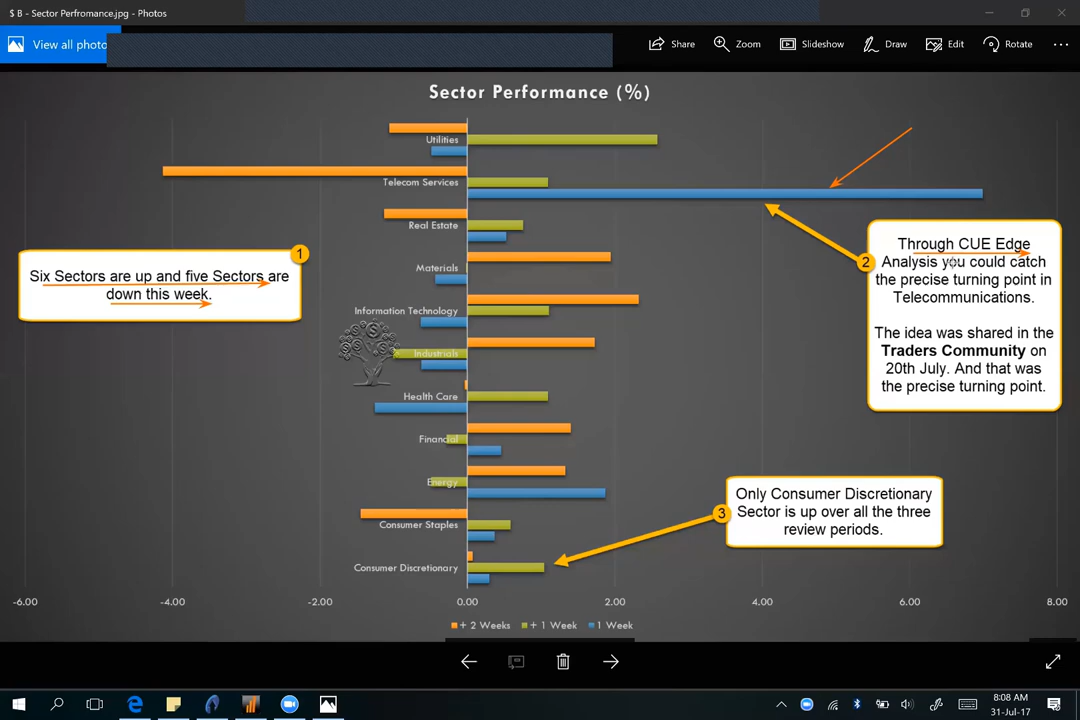 $ B - Sector Perfromance.jpg - Photos
View all photo
Share
Zoom
Slideshow
Draw
Edit
Rotate
Sector Performance (%)
Utilities
Telecom Services
Real Estate
Materials
Information Technology
Industrials
Health Care
Financial
Energy
Consumer Staples
Consumer Discretionary
1
Six Sectors are up and five Sectors are
down this week.
2
Through CUE Edge
Analysis you could catch
the precise turning point in
Telecommunications.
The idea was shared in the
Traders Community on
20th July. And that was
the precise turning point.
3
Only Consumer Discretionary
Sector is up over all the three
review periods.
-6.00
-4.00
-2.00
0.00
2.00
4.00
6.00
8.00
+ 2 Weeks
+ 1 Week
1 Week
8:08 AM
31-Jul-17